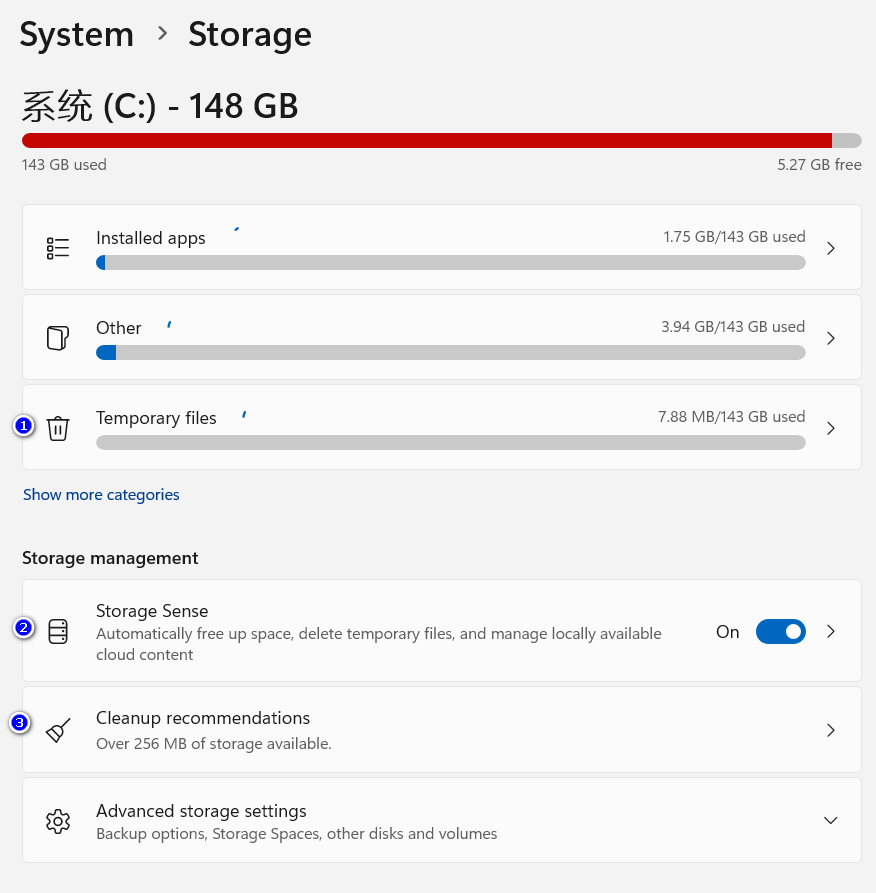 System > Storage
系统 (C:) - 148 GB
143 GB used
5.27 GB free
Installed apps
1.75 GB/143 GB used
Other
3.94 GB/143 GB used
1
Temporary files
7.88 MB/143 GB used
Show more categories
Storage management
2
Storage Sense
Automatically free up space, delete temporary files, and manage locally available
cloud content
On
3
Cleanup recommendations
Over 256 MB of storage available.
Advanced storage settings
Backup options, Storage Spaces, other disks and volumes